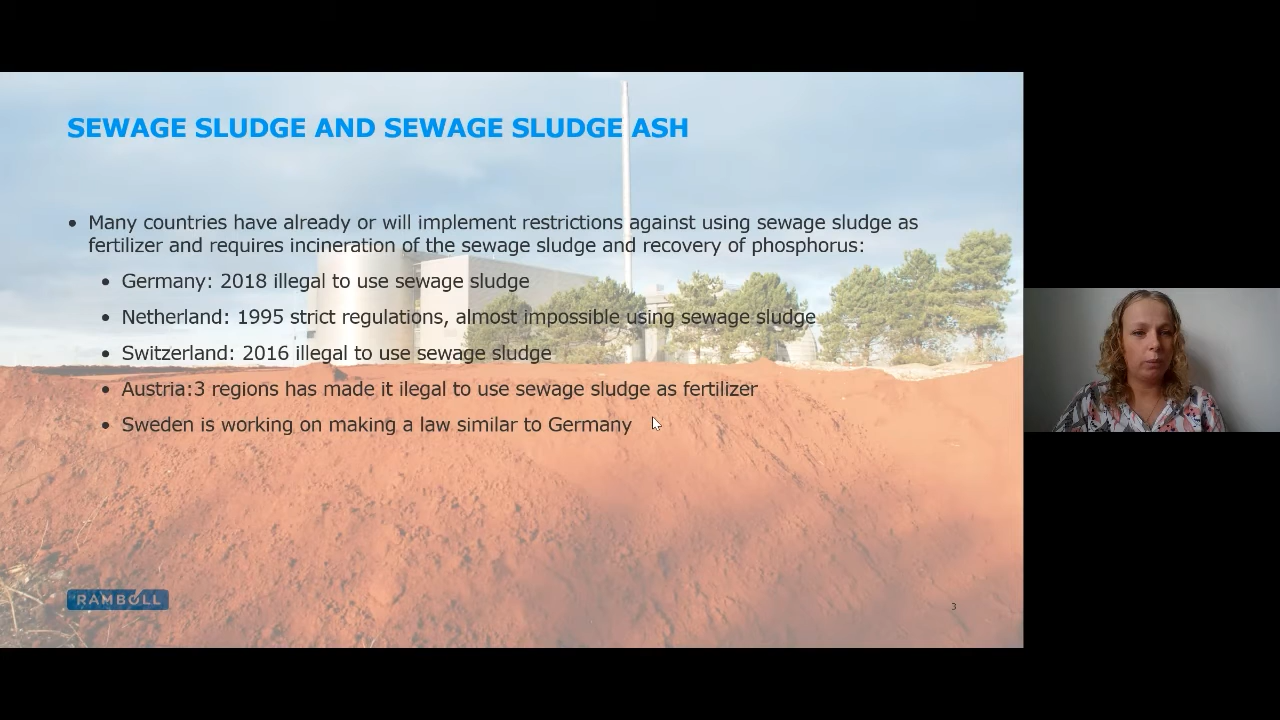 SEWAGE SLUDGE AND SEWAGE SLUDGE ASH
• Many countries have already or will implement restrictions against using sewage sludge as
fertilizer and requires incineration of the sewage sludge and recovery of phosphorus:
• Germany: 2018 illegal to use sewage sludge
• Netherland: 1995 strict regulations, almost impossible using sewage sludge
• Switzerland: 2016 illegal to use sewage sludge
• Austria:3 regions has made it ilegal to use sewage sludge as fertilizer
• Sweden is working on making a law similar to Germany
RAMBOLL
3